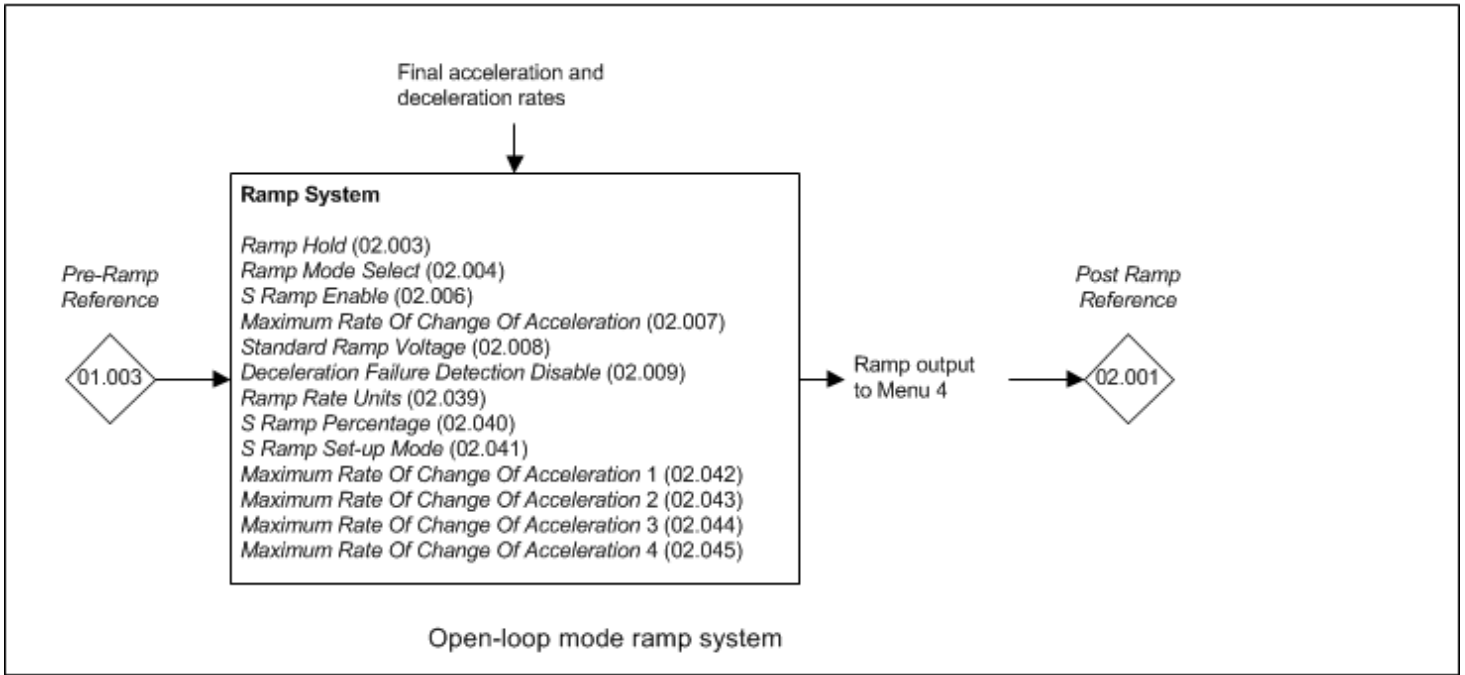 Final acceleration and
deceleration rates
Ramp System
Ramp Hold (02.003)
Ramp Mode Select (02.004)
S Ramp Enable (02.006)
Maximum Rate Of Change Of Acceleration (02.007)
Standard Ramp Voltage (02.008)
Deceleration Failure Detection Disable (02.009)
Ramp Rate Units (02.039)
S Ramp Percentage (02.040)
S Ramp Set-up Mode (02.041)
Maximum Rate Of Change Of Acceleration 1 (02.042)
Maximum Rate Of Change Of Acceleration 2 (02.043)
Maximum Rate Of Change Of Acceleration 3 (02.044)
Maximum Rate Of Change Of Acceleration 4 (02.045)
Pre-Ramp
Reference
01.003
Ramp output
to Menu 4
Post Ramp
Reference
02.001
Open-loop mode ramp system